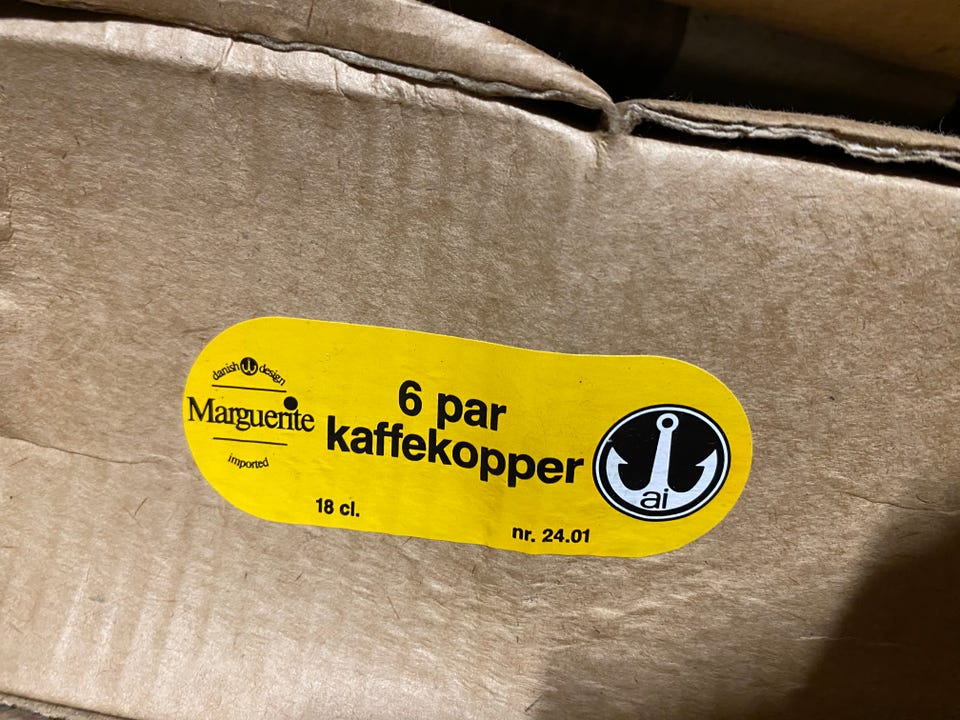 danish design
Marguerite
imported
6 par
kaffekopper
18 cl.
nr. 24.01
ai